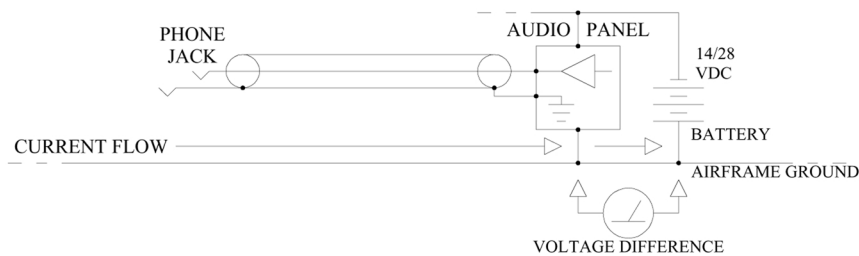 PHONE
JACK
AUDIO PANEL
14/28
VDC
BATTERY
CURRENT FLOW
AIRFRAME GROUND
VOLTAGE DIFFERENCE